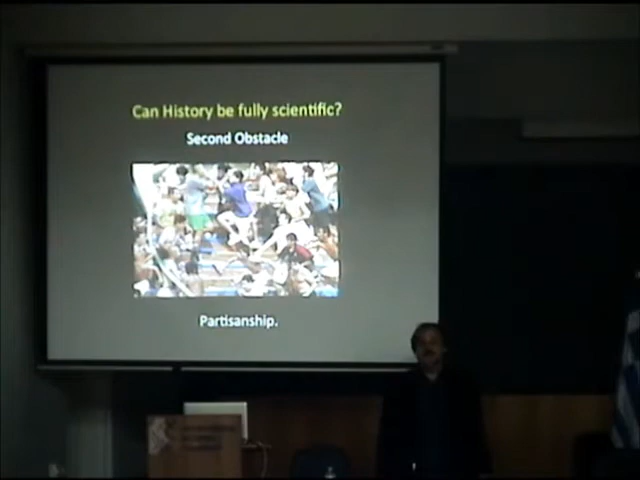 Can History be fully scientific?
Second Obstacle
Partisanship.